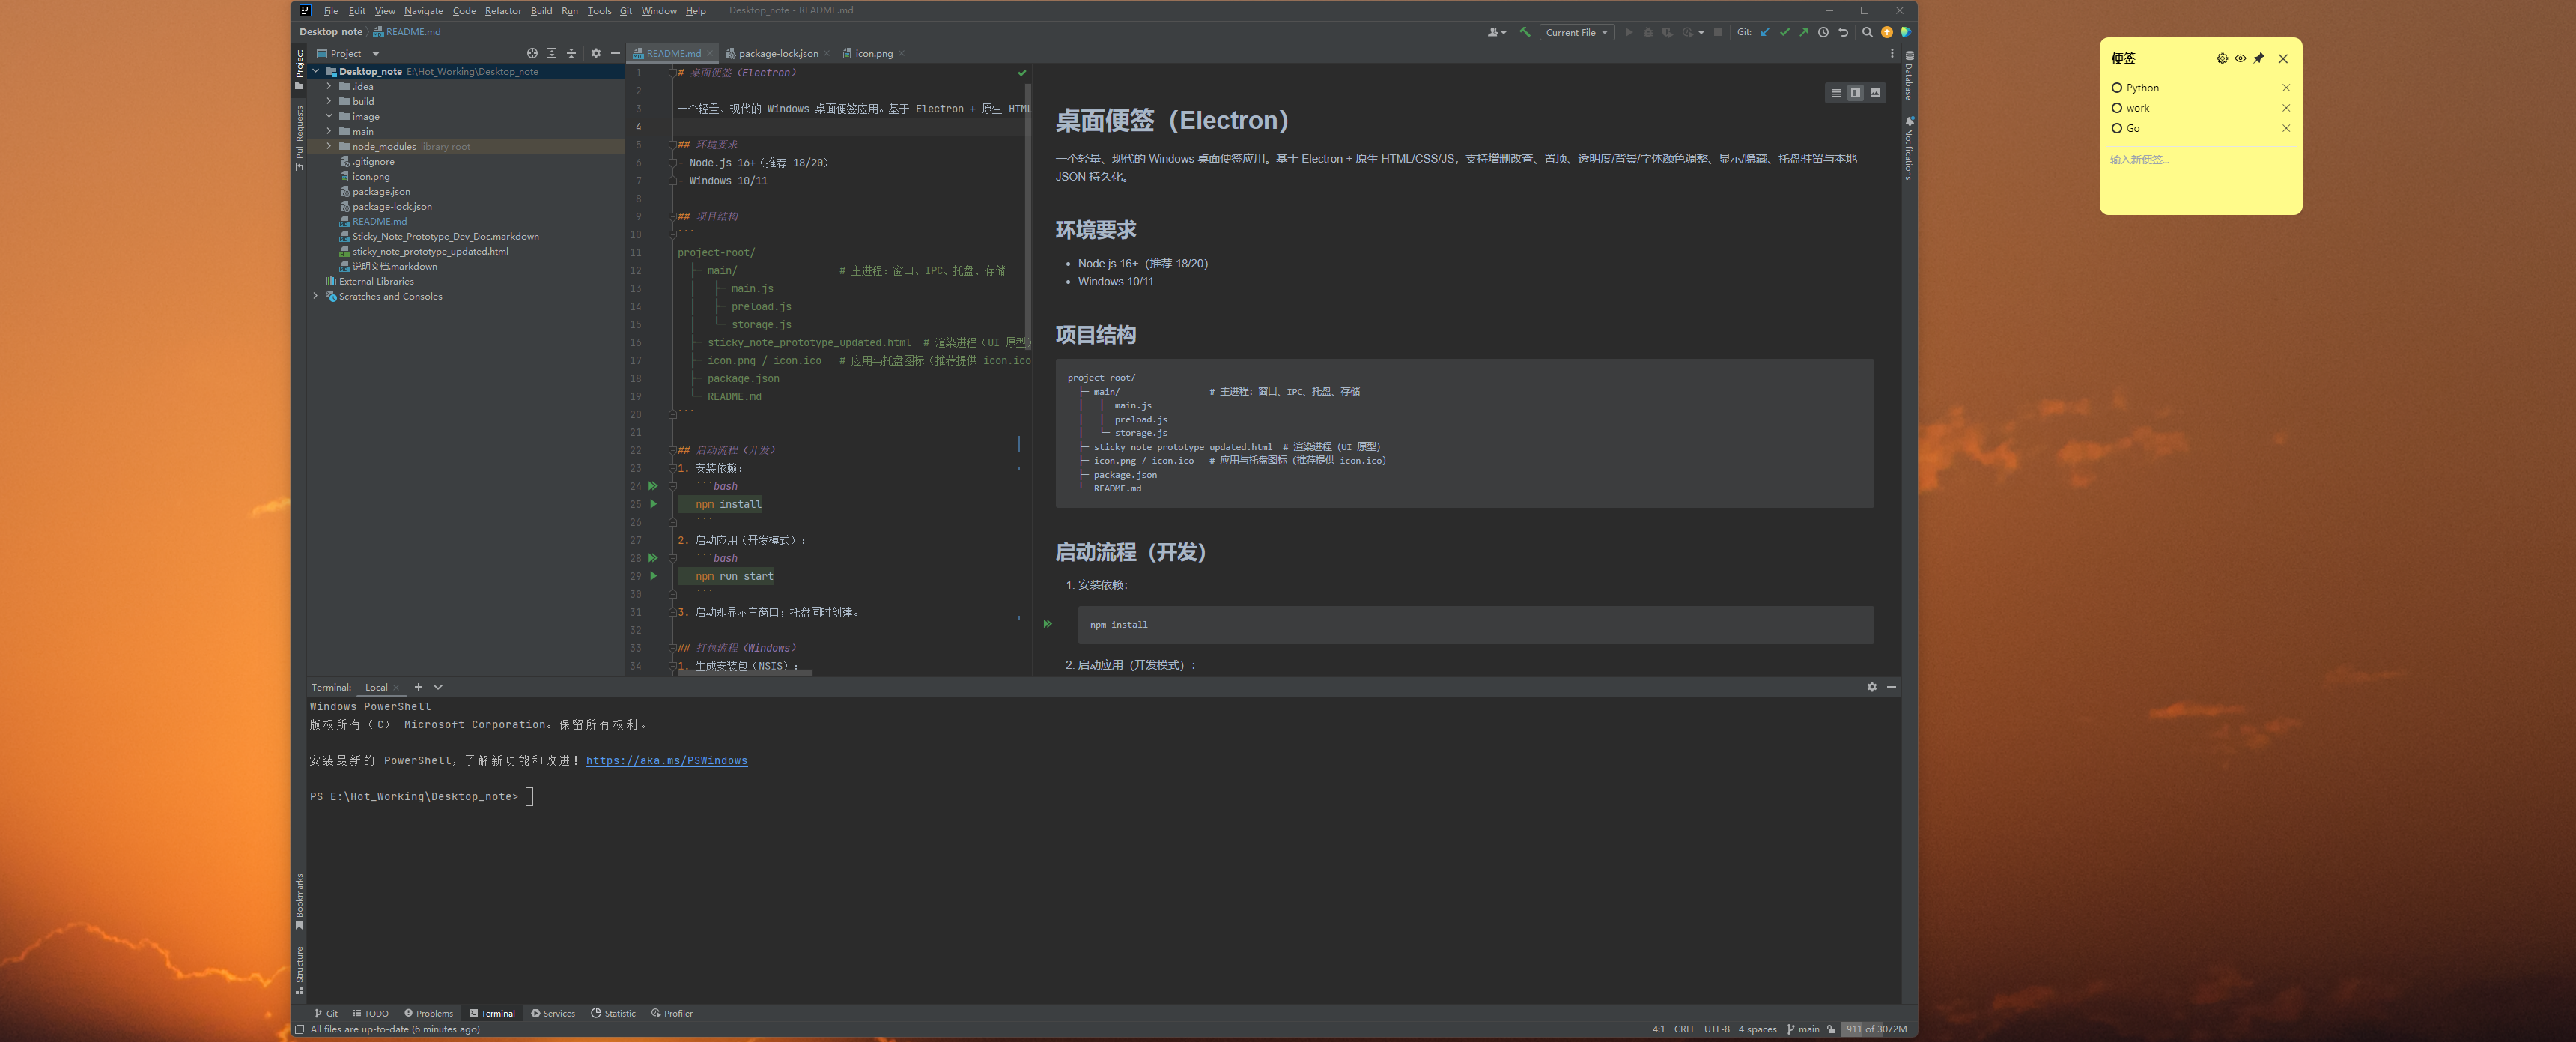 File Edit View Navigate Code Refactor Build Run Tools Git Window Help Desktop_note - README.md
Desktop_note README.md Current File Git:
Project README.md package-lock.json icon.png
Project
Pull Requests
Bookmarks
Structure
Desktop_note E:\Hot_Working\Desktop_note
.idea
build
image
main
node_modules library root
.gitignore
icon.png
package.json
package-lock.json
README.md
Sticky_Note_Prototype_Dev_Doc.markdown
sticky_note_prototype_updated.html
说明文档.markdown
External Libraries
Scratches and Consoles
1 # 桌面便签（Electron）
2
3 一个轻量、现代的 Windows 桌面便签应用。基于 Electron + 原生 HTML
4
5 ## 环境要求
6 - Node.js 16+（推荐 18/20）
7 - Windows 10/11
8
9 ## 项目结构
10 ```
11 project-root/
12 ├─ main/ # 主进程：窗口、IPC、托盘、存储
13 │ ├─ main.js
14 │ ├─ preload.js
15 │ └─ storage.js
16 ├─ sticky_note_prototype_updated.html # 渲染进程（UI 原型）
17 ├─ icon.png / icon.ico # 应用与托盘图标（推荐提供 icon.ico
18 ├─ package.json
19 └─ README.md
20 ```
21
22 ## 启动流程（开发）
23 1. 安装依赖：
24 ```bash
25 npm install
26 ```
27 2. 启动应用（开发模式）：
28 ```bash
29 npm run start
30 ```
31 3. 启动即显示主窗口；托盘同时创建。
32
33 ## 打包流程（Windows）
34 1. 生成安装包（NSIS）：
桌面便签（Electron）
一个轻量、现代的 Windows 桌面便签应用。基于 Electron + 原生 HTML/CSS/JS，支持增删改查、置顶、透明度/背景/字体颜色调整、显示/隐藏、托盘驻留与本地
JSON 持久化。
环境要求
• Node.js 16+（推荐 18/20）
• Windows 10/11
项目结构
project-root/
├─ main/ # 主进程：窗口、IPC、托盘、存储
│ ├─ main.js
│ ├─ preload.js
│ └─ storage.js
├─ sticky_note_prototype_updated.html # 渲染进程（UI 原型）
├─ icon.png / icon.ico # 应用与托盘图标（推荐提供 icon.ico）
├─ package.json
└─ README.md
启动流程（开发）
1. 安装依赖：
npm install
2. 启动应用（开发模式）：
Database
Notifications
Terminal: Local
Windows PowerShell
版权所有（C） Microsoft Corporation。保留所有权利。
安装最新的 PowerShell，了解新功能和改进！https://aka.ms/PSWindows
PS E:\Hot_Working\Desktop_note>
Git TODO Problems Terminal Services Statistic Profiler
All files are up-to-date (6 minutes ago) 4:1 CRLF UTF-8 4 spaces main 911 of 3072M
便签
Python
work
Go
输入新便签...